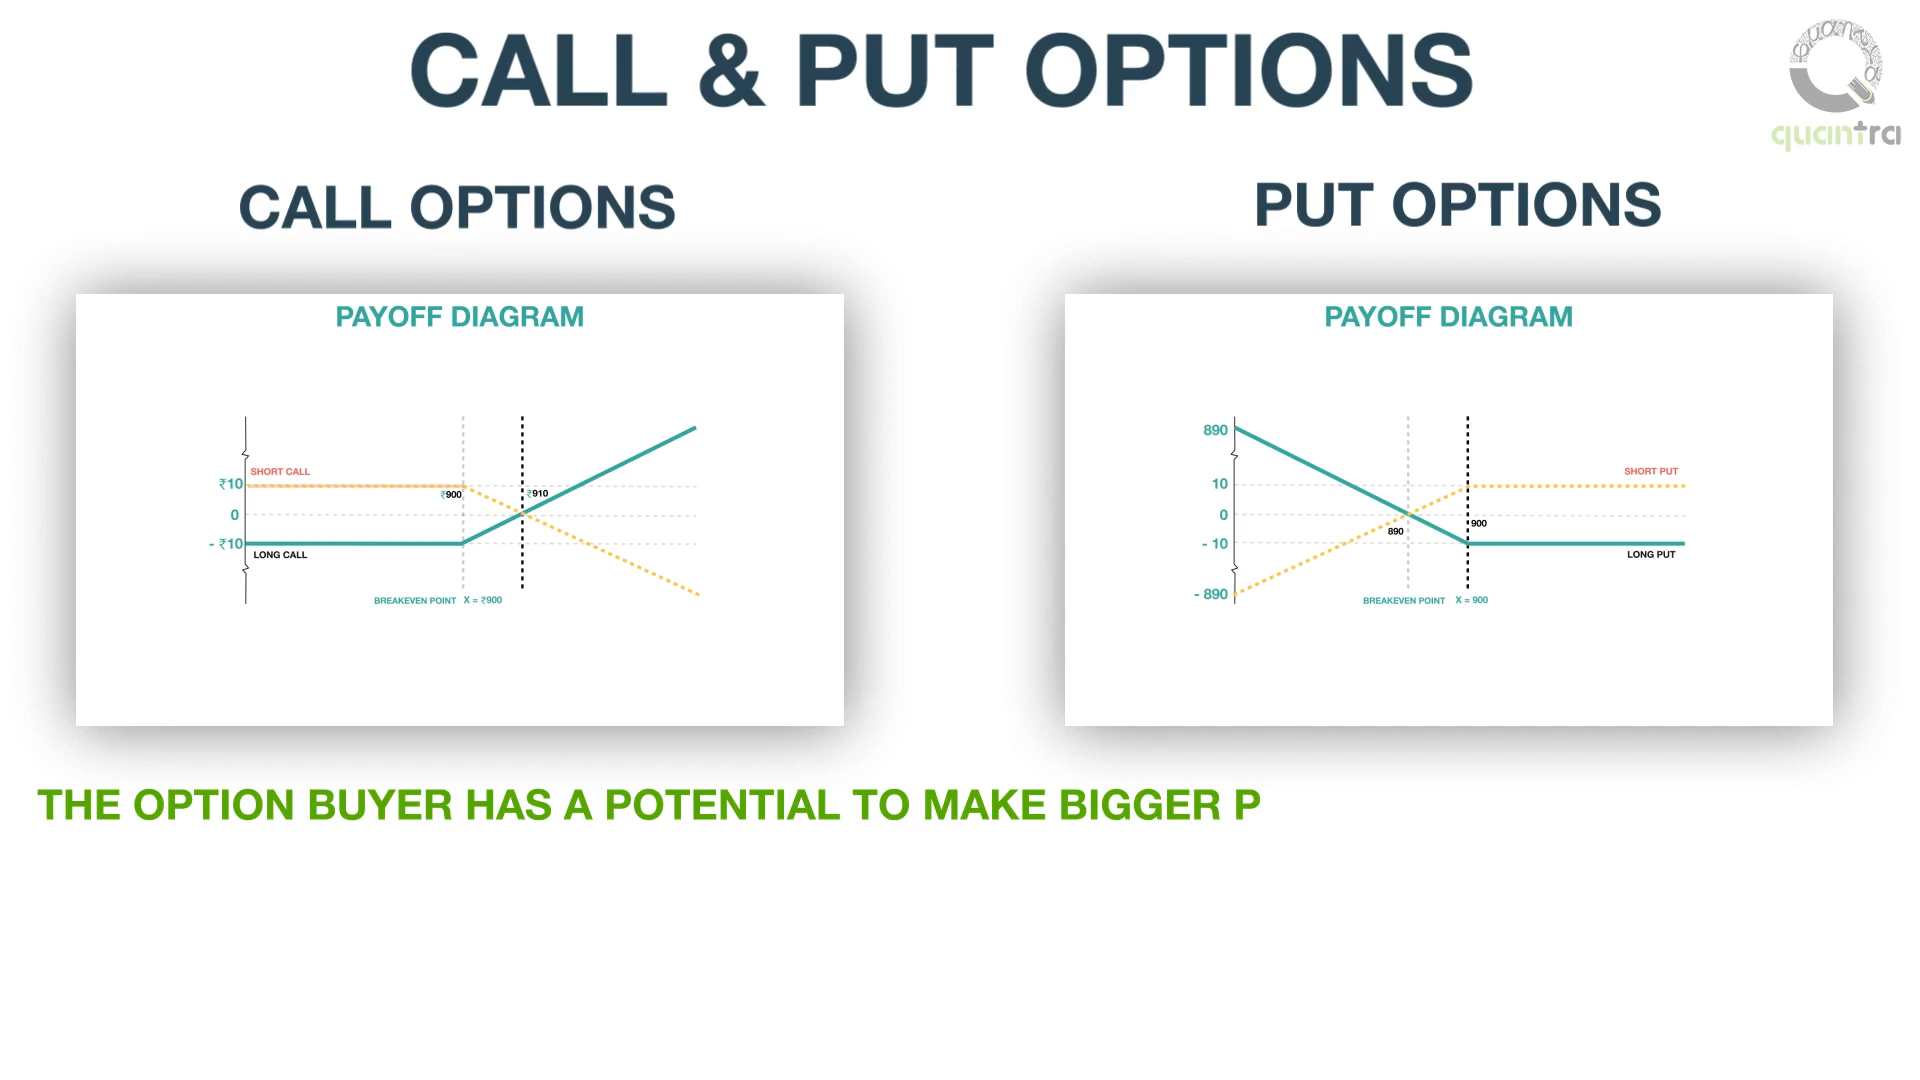 CALL & PUT OPTIONS
quantra
CALL OPTIONS
PUT OPTIONS
PAYOFF DIAGRAM
SHORT CALL
₹10
₹900
₹910
0
- ₹10
LONG CALL
BREAKEVEN POINT X = ₹900
PAYOFF DIAGRAM
890
SHORT PUT
10
0
900
890
- 10
LONG PUT
- 890
BREAKEVEN POINT X = 900
THE OPTION BUYER HAS A POTENTIAL TO MAKE BIGGER P